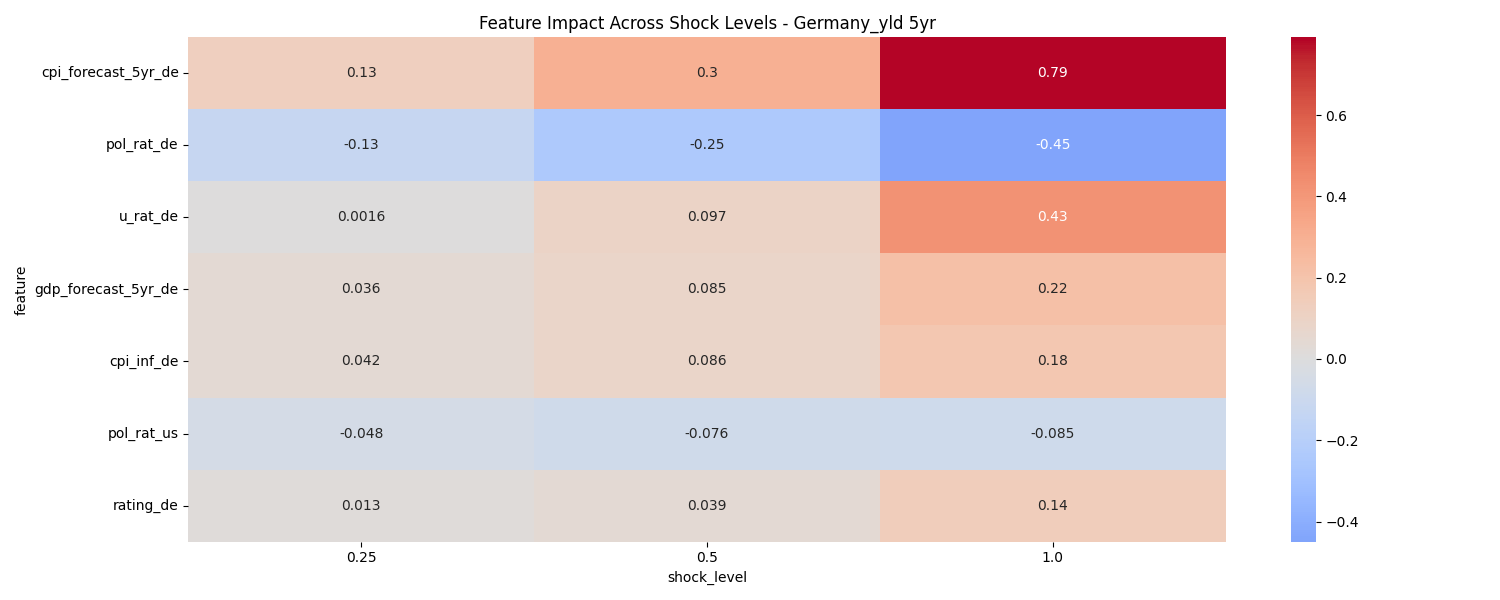 Feature Impact Across Shock Levels - Germany_yld 5yr
feature
cpi_forecast_5yr_de 0.13 0.3 0.79
pol_rat_de -0.13 -0.25 -0.45
u_rat_de 0.0016 0.097 0.43
gdp_forecast_5yr_de 0.036 0.085 0.22
cpi_inf_de 0.042 0.086 0.18
pol_rat_us -0.048 -0.076 -0.085
rating_de 0.013 0.039 0.14
0.25 0.5 1.0
shock_level
0.6
0.4
0.2
0.0
−0.2
−0.4